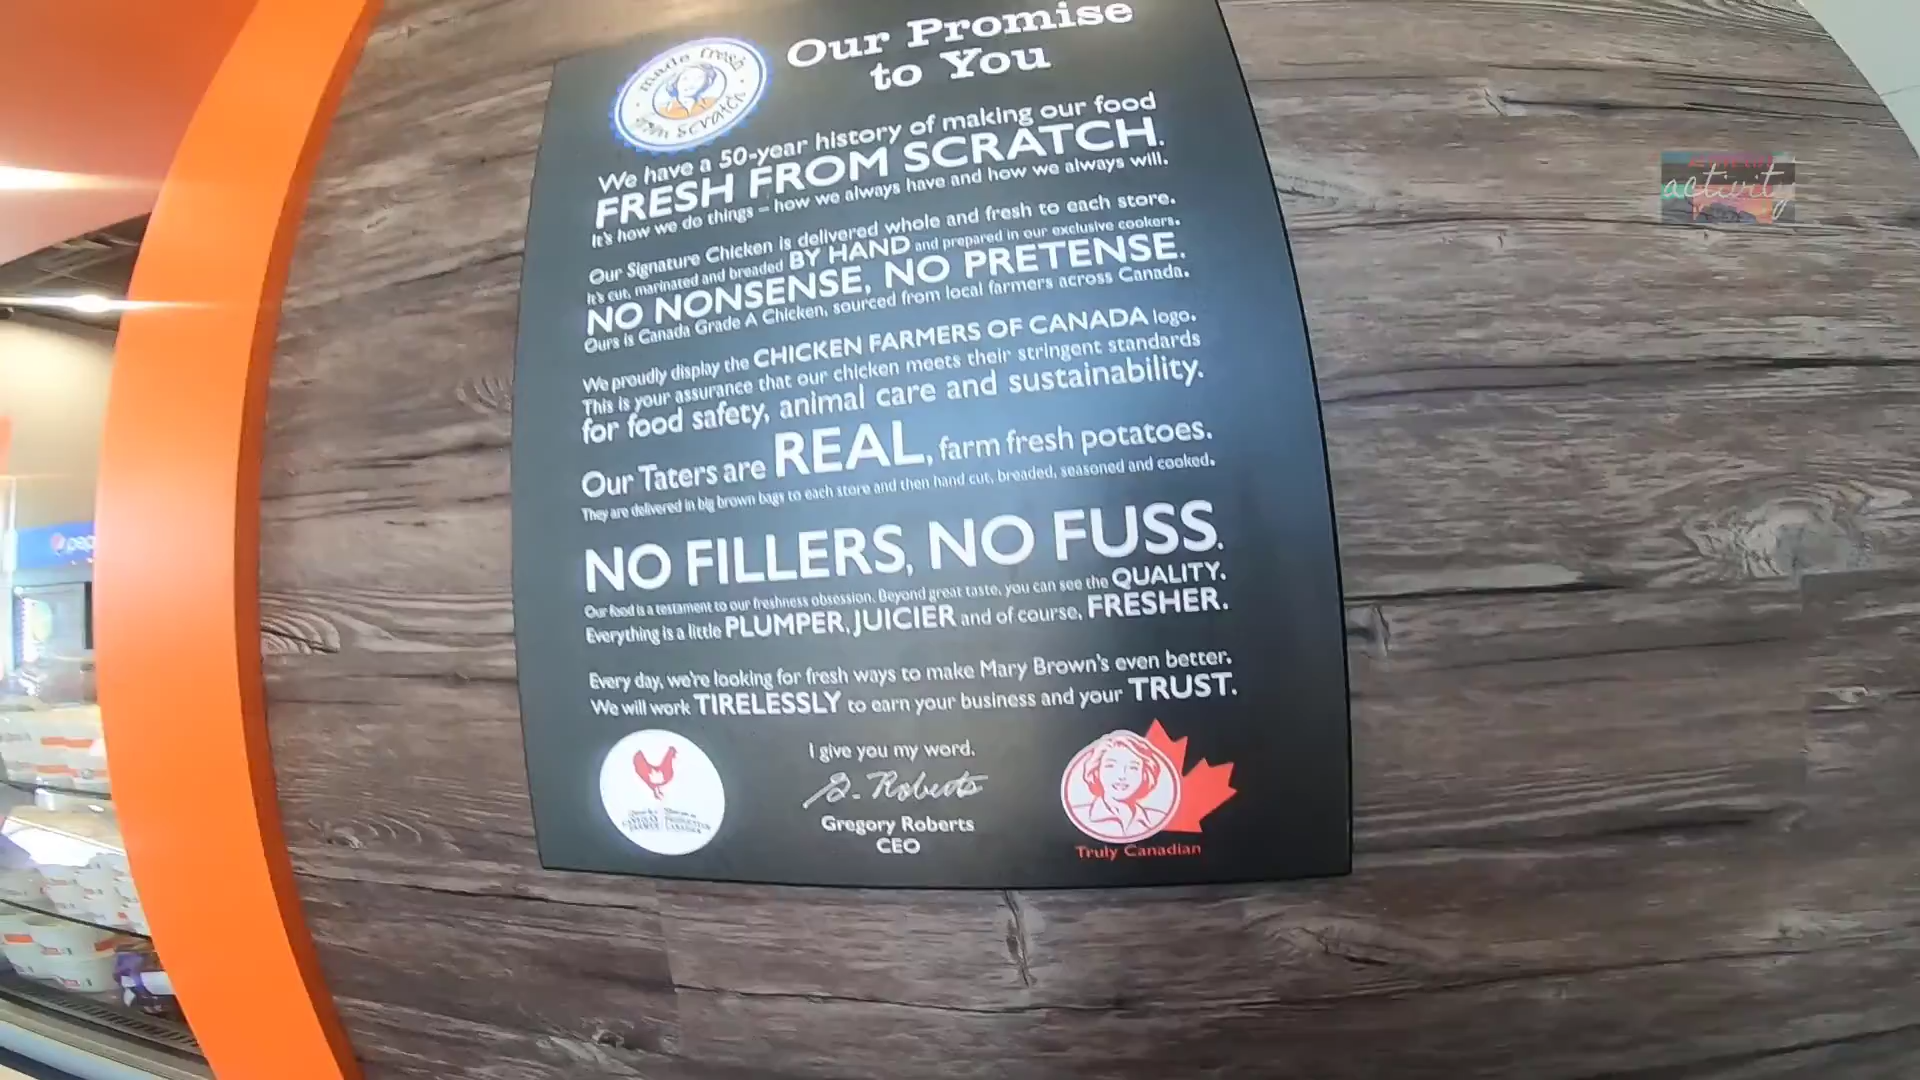 made fresh
from scratch
Our Promise
to You
We have a 50-year history of making our food
FRESH FROM SCRATCH.
It's how we do things – how we always have and how we always will.
Our Signature Chicken is delivered whole and fresh to each store.
It's cut, marinated and breaded BY HAND and prepared in our exclusive cookers.
NO NONSENSE, NO PRETENSE.
Ours is Canada Grade A Chicken, sourced from local farmers across Canada.
We proudly display the CHICKEN FARMERS OF CANADA logo.
This is your assurance that our chicken meets their stringent standards
for food safety, animal care and sustainability.
Our Taters are REAL, farm fresh potatoes.
They are delivered in big brown bags to each store and then hand cut, breaded, seasoned and cooked.
NO FILLERS, NO FUSS.
Our food is a testament to our freshness obsession. Beyond great taste, you can see the QUALITY.
Everything is a little PLUMPER, JUICIER and of course, FRESHER.
Every day, we're looking for fresh ways to make Mary Brown's even better.
We will work TIRELESSLY to earn your business and your TRUST.
I give you my word.
G. Roberts
Gregory Roberts
CEO
Truly Canadian
activity